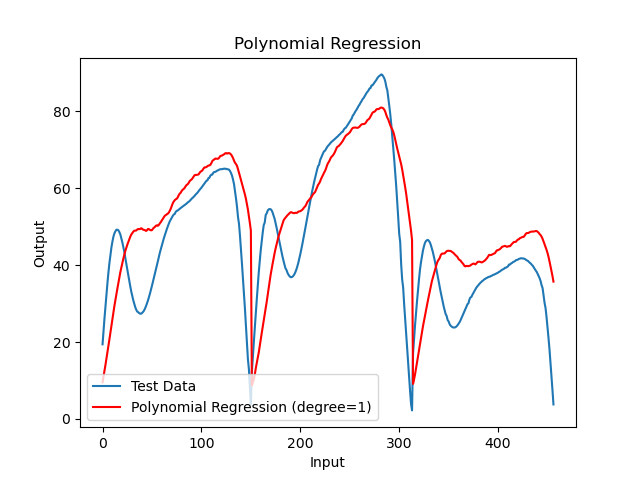 Polynomial Regression
Output
80
60
40
20
0
Test Data
Polynomial Regression (degree=1)
0 100 200 300 400
Input